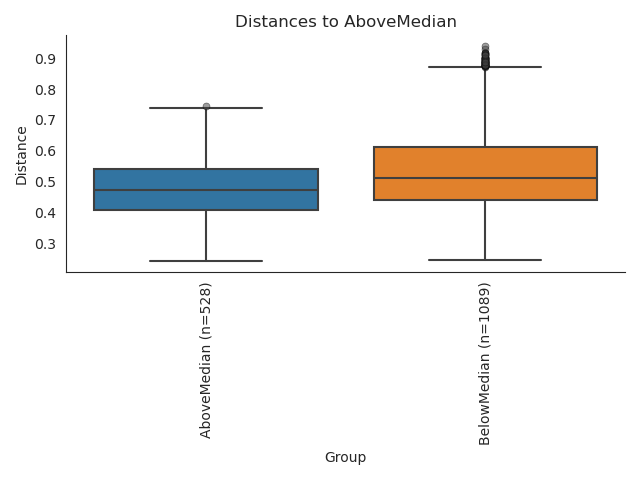 Distances to AboveMedian
Distance
0.9
0.8
0.7
0.6
0.5
0.4
0.3
AboveMedian (n=528)
BelowMedian (n=1089)
Group